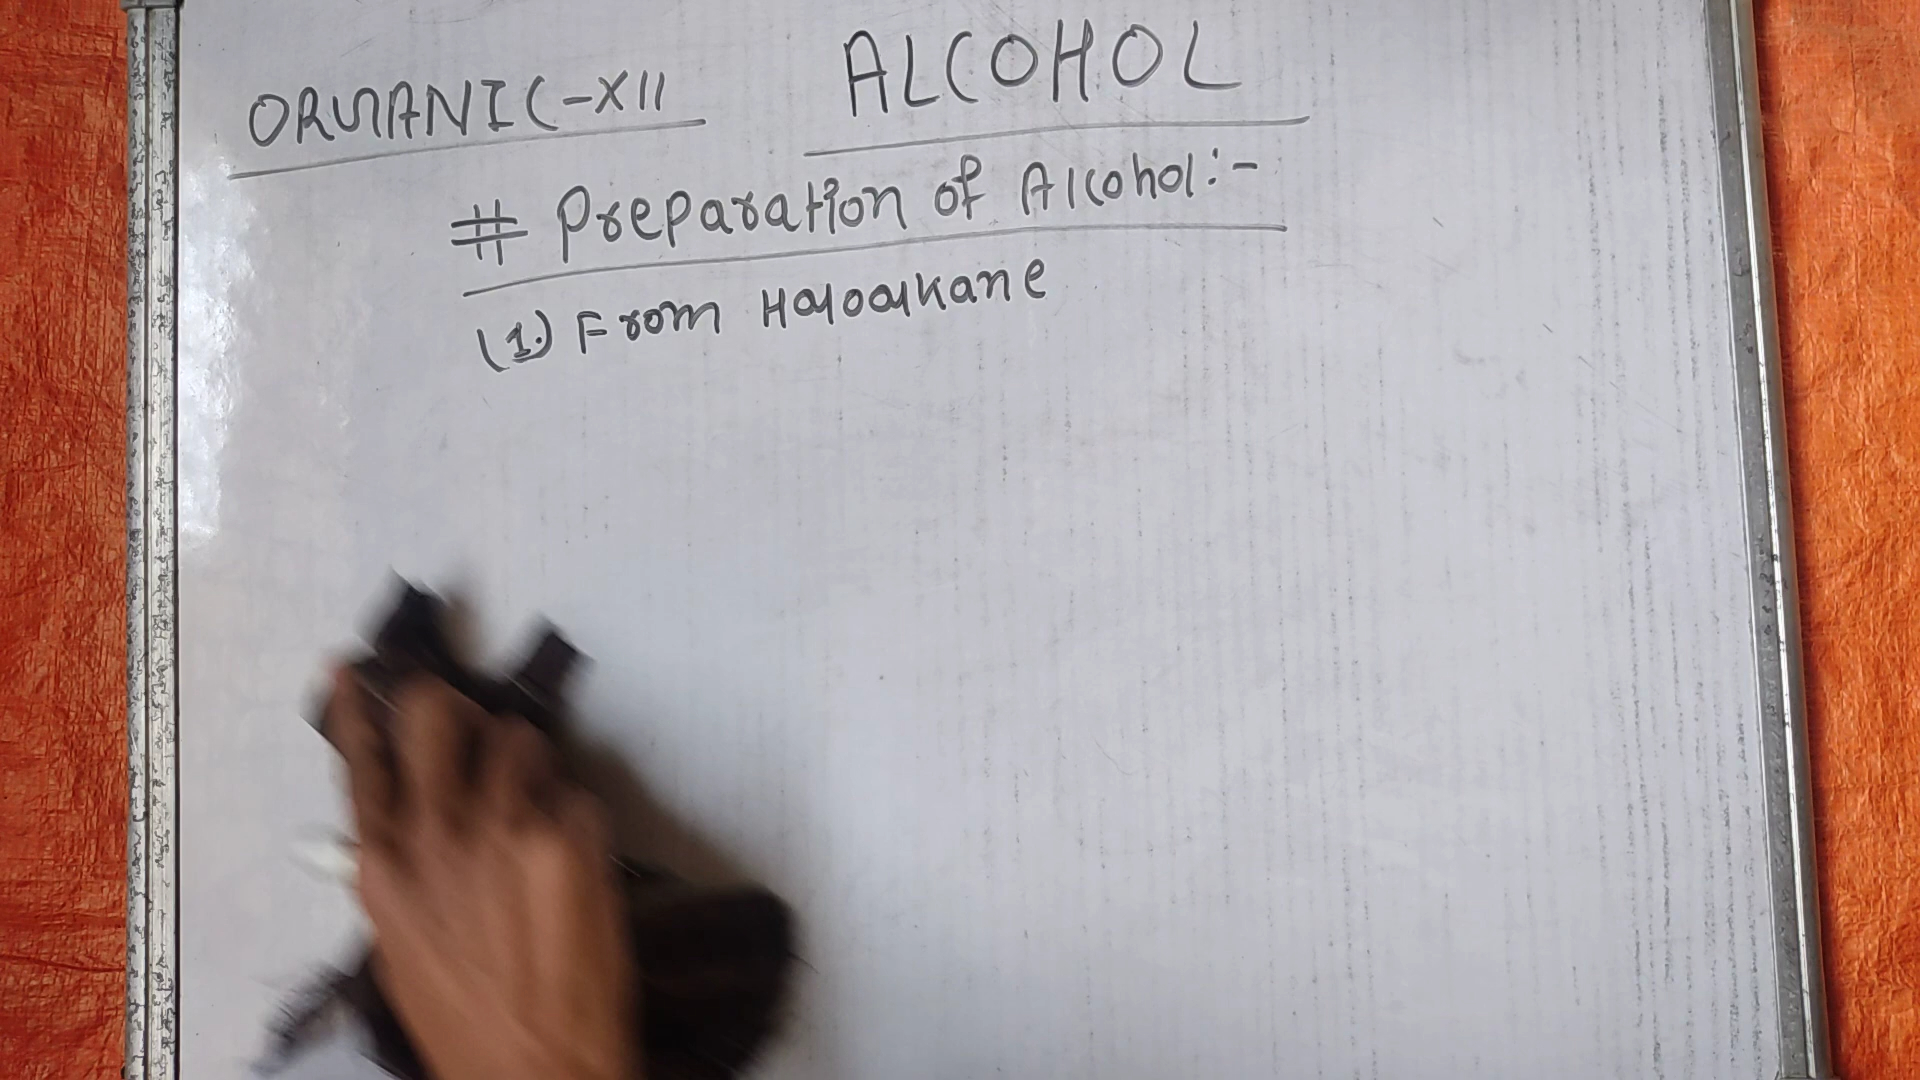 ORGANIC-XII
ALCOHOL
# Preparation of Alcohol:-
(1.) From Haloalkane